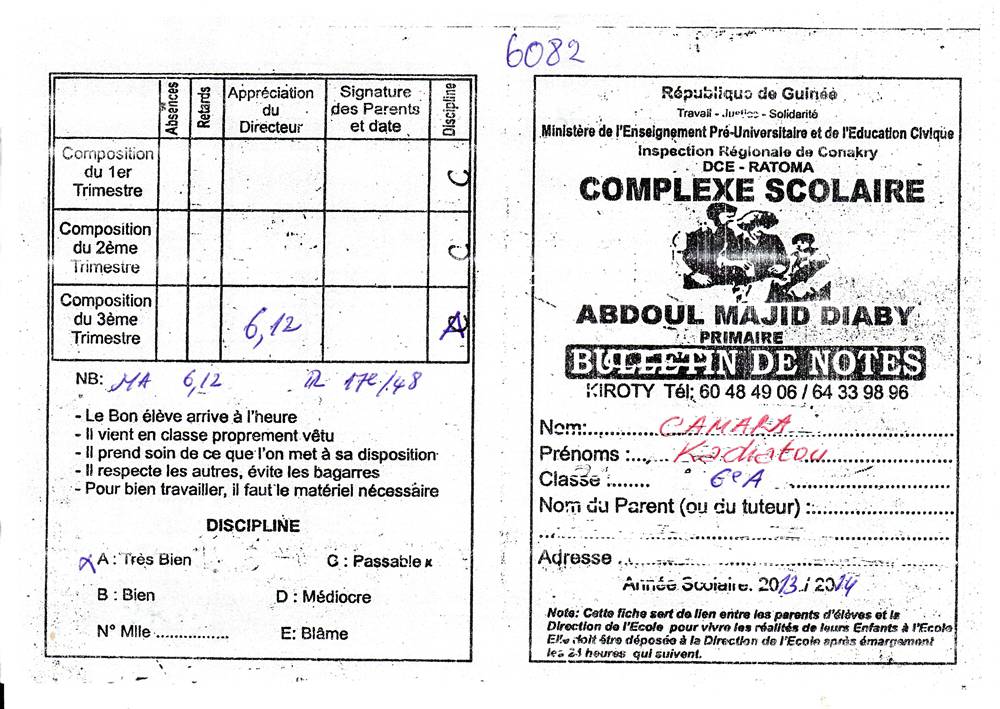 6082
Absences
Retards
Appréciation
du
Directeur
Signature
des Parents
et date
Discipline
Composition
du 1er
Trimestre
C
Composition
du 2ème
Trimestre
C
Composition
du 3ème
Trimestre
6,12
A
NB: MA 6,12 R 17e/48
- Le Bon élève arrive à l'heure
- Il vient en classe proprement vêtu
- Il prend soin de ce que l'on met à sa disposition
- Il respecte les autres, évite les bagarres
- Pour bien travailler, il faut le matériel nécessaire
DISCIPLINE
x A : Très Bien
C : Passable x
B : Bien
D : Médiocre
N° Mlle ................
E: Blâme
République de Guinée
Travail - Justice - Solidarité
Ministère de l'Enseignement Pré-Universitaire et de l'Education Civique
Inspection Régionale de Conakry
DCE - RATOMA
COMPLEXE SCOLAIRE
ABDOUL MAJID DIABY
PRIMAIRE
BULLETIN DE NOTES
KIROTY Tél: 60 48 49 06 / 64 33 98 96
Nom: CAMARA
Prénoms : Kadiatou
Classe : 6e A
Nom du Parent (ou du tuteur) :
Adresse
Année Scolaire. 2013 / 2014
Note: Cette fiche sert de lien entre les parents d'élèves et la
Direction de l'Ecole pour vivre les réalités de leurs Enfants à l'Ecole
Elle doit être déposée à la Direction de l'Ecole après émargement
les 24 heures qui suivent.